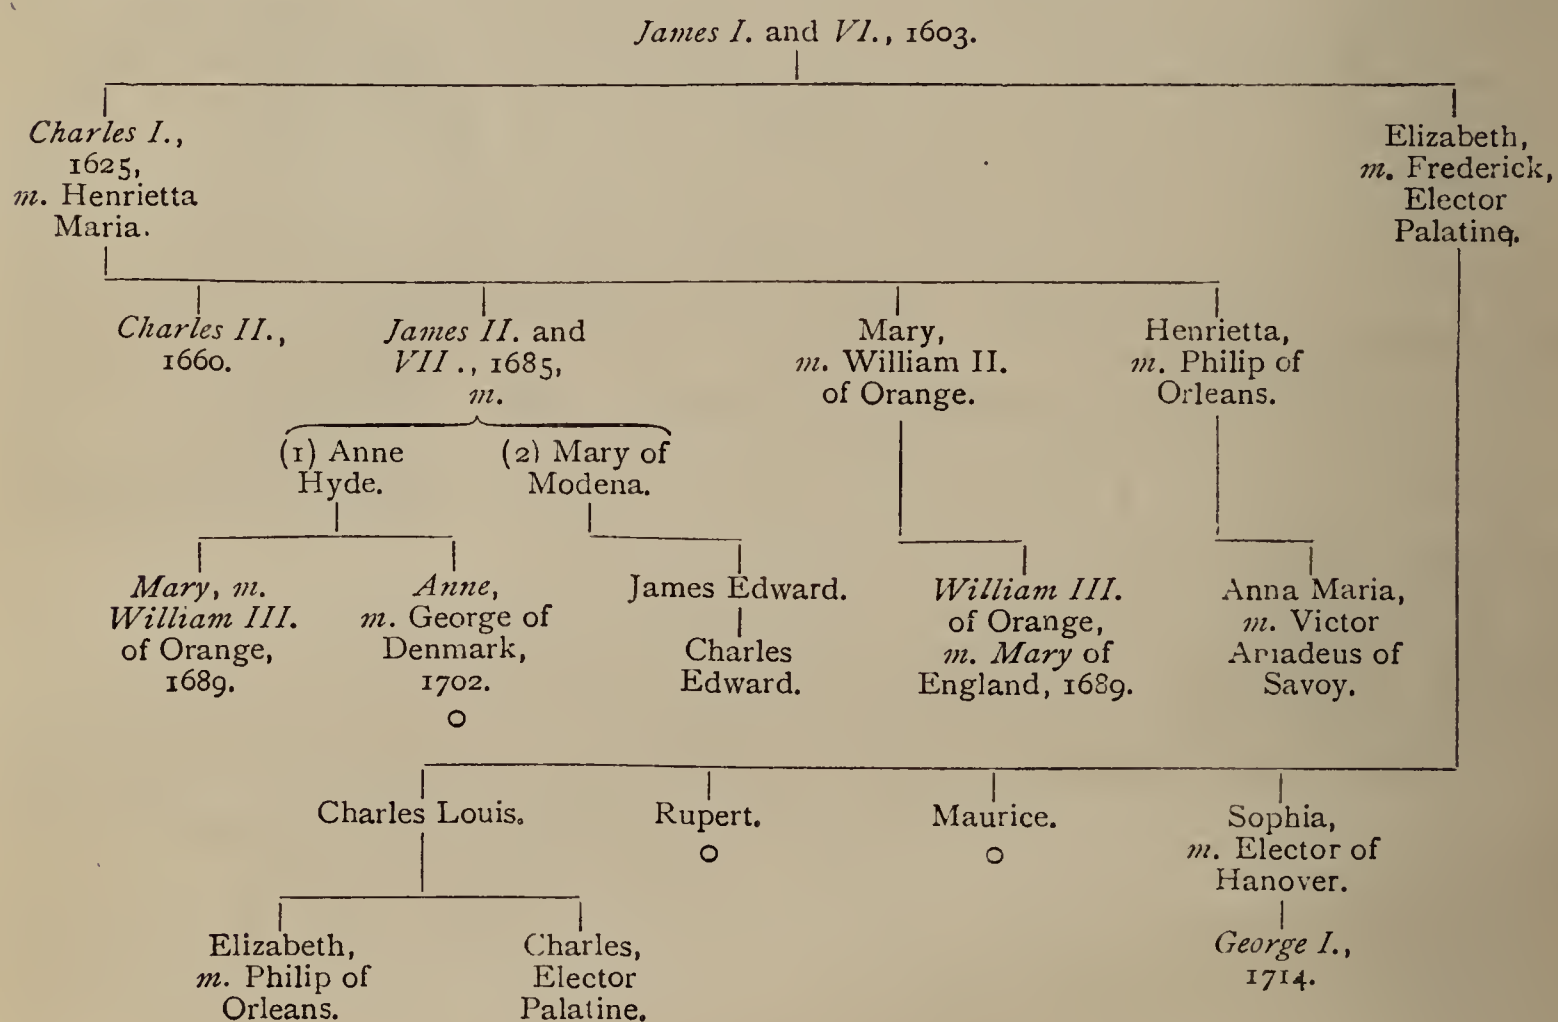 James I. and VI., 1603.
Charles I.,
1625,
m. Henrietta
Maria.
Elizabeth,
m. Frederick,
Elector
Palatine.
Charles II.,
1660.
James II. and
VII., 1685,
m.
(1) Anne
Hyde.
(2) Mary of
Modena.
Mary,
m. William II.
of Orange.
Henrietta,
m. Philip of
Orleans.
Mary, m.
William III.
of Orange,
1689.
Anne,
m. George of
Denmark,
1702.
James Edward.
Charles
Edward.
William III.
of Orange,
m. Mary of
England, 1689.
Anna Maria,
m. Victor
Amadeus of
Savoy.
Charles Louis.
Rupert.
Maurice.
Sophia,
m. Elector of
Hanover.
Elizabeth,
m. Philip of
Orleans.
Charles,
Elector
Palatine.
George I.,
1714.